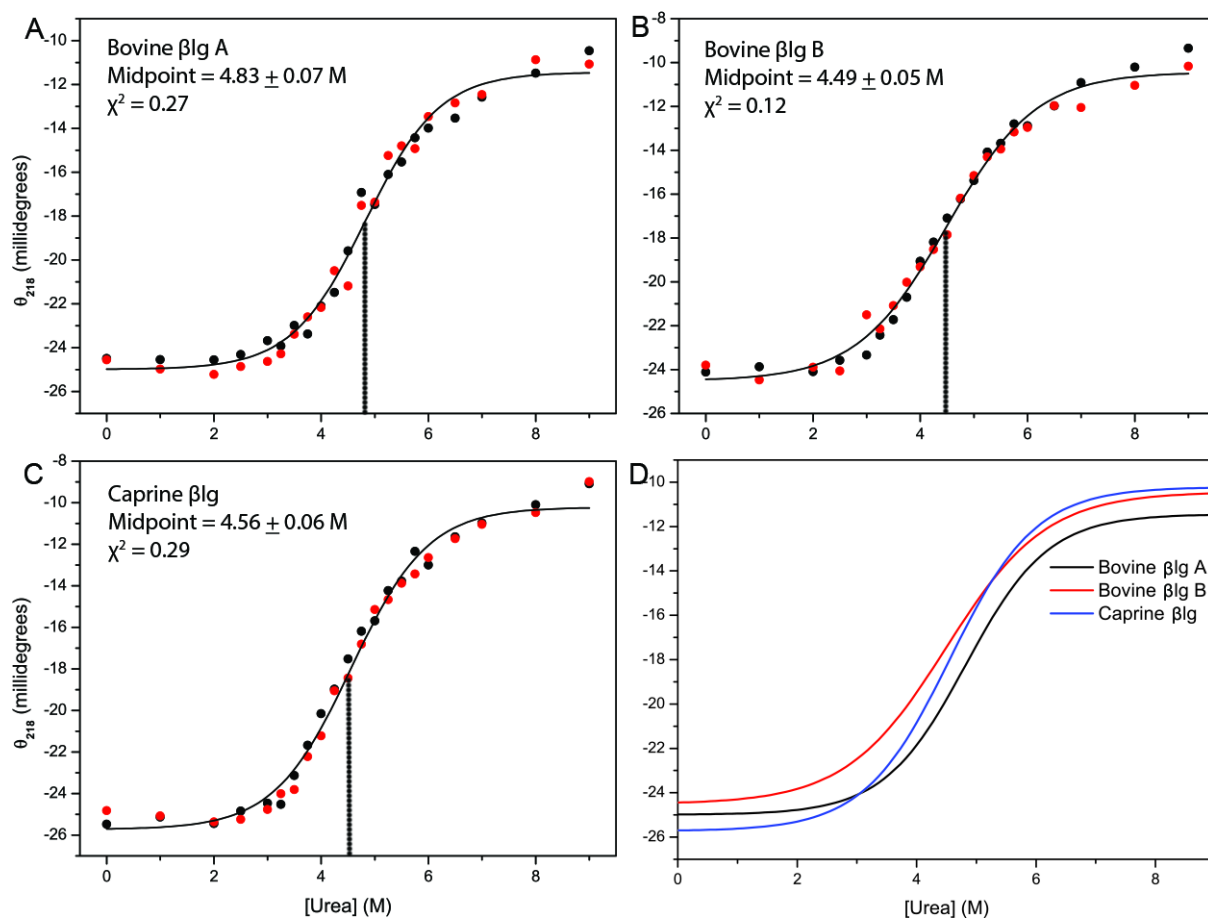 A
Bovine βlg A
Midpoint = 4.83 ± 0.07 M
χ² = 0.27
-10
-12
-14
-16
-18
-20
-22
-24
-26
θ218 (millidegrees)
0 2 4 6 8
B
Bovine βlg B
Midpoint = 4.49 ± 0.05 M
χ² = 0.12
-8
-10
-12
-14
-16
-18
-20
-22
-24
-26
0 2 4 6 8
C
Caprine βlg
Midpoint = 4.56 ± 0.06 M
χ² = 0.29
-8
-10
-12
-14
-16
-18
-20
-22
-24
-26
θ218 (millidegrees)
0 2 4 6 8
[Urea] (M)
D
Bovine βlg A
Bovine βlg B
Caprine βlg
-10
-12
-14
-16
-18
-20
-22
-24
-26
0 2 4 6 8
[Urea] (M)